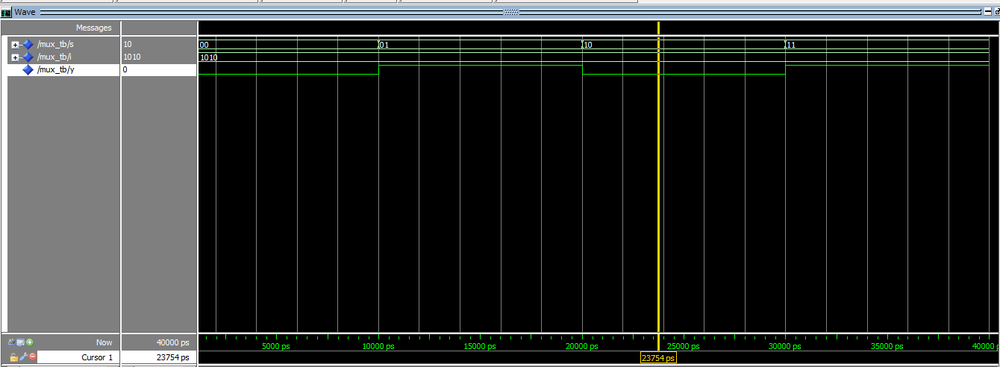 Wave
Messages
/mux_tb/s 10 00 01 10 11
/mux_tb/i 1010 1010
/mux_tb/y 0
Now 40000 ps 5000 ps 10000 ps 15000 ps 20000 ps 25000 ps 30000 ps 35000 ps 40000 p
Cursor 1 23754 ps 23754 ps